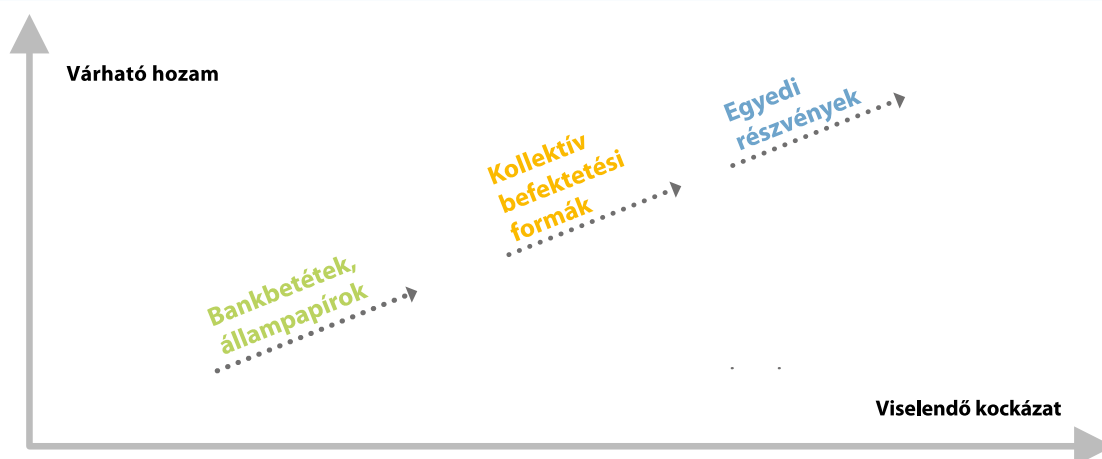 Várható hozam
Egyedi
részvények
Kollektív
befektetési
formák
Bankbetétek,
állampapírok
Viselendő kockázat